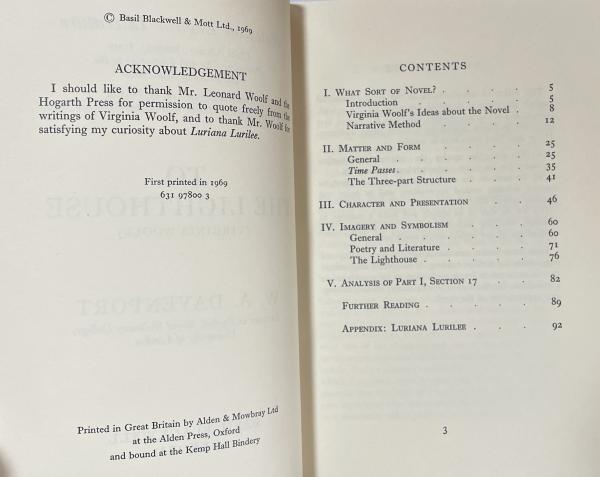 © Basil Blackwell & Mott Ltd., 1969
ACKNOWLEDGEMENT
I should like to thank Mr. Leonard Woolf and the
Hogarth Press for permission to quote freely from the
writings of Virginia Woolf, and to thank Mr. Woolf for
satisfying my curiosity about Luriana Lurilee.
First printed in 1969
631 97800 3
Printed in Great Britain by Alden & Mowbray Ltd
at the Alden Press, Oxford
and bound at the Kemp Hall Bindery
CONTENTS
I. What Sort of Novel? . . . . 5
Introduction . . . . 5
Virginia Woolf's Ideas about the Novel . 8
Narrative Method . . . . 12
II. Matter and Form . . . . 25
General . . . . . 25
Time Passes . . . . . 35
The Three-part Structure . . . 41
III. Character and Presentation . . 46
IV. Imagery and Symbolism . . . 60
General . . . . . 60
Poetry and Literature . . . 71
The Lighthouse . . . . 76
V. Analysis of Part I, Section 17 . . 82
Further Reading . . . . . 89
Appendix: Luriana Lurilee . . . 92
3